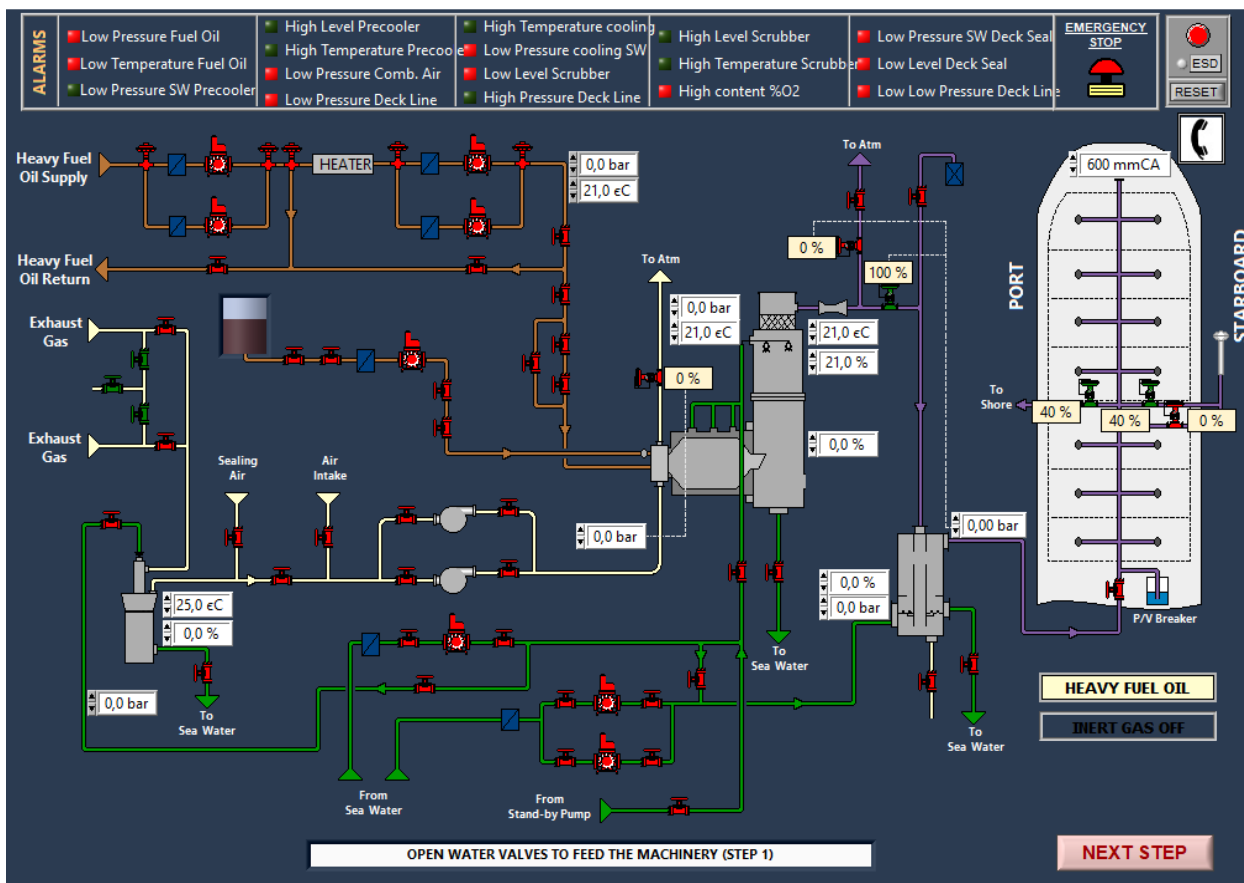 ALARMS
Low Pressure Fuel Oil
Low Temperature Fuel Oil
Low Pressure SW Precooler
High Level Precooler
High Temperature Precoole
Low Pressure Comb. Air
Low Pressure Deck Line
High Temperature cooling
Low Pressure cooling SW
Low Level Scrubber
High Pressure Deck Line
High Level Scrubber
High Temperature Scrubber
High content %O2
Low Pressure SW Deck Seal
Low Level Deck Seal
Low Low Pressure Deck Line
EMERGENCY
STOP
ESD
RESET
Heavy Fuel
Oil Supply
HEATER
0,0 bar
21,0 єC
To Atm
600 mmCA
Heavy Fuel
Oil Return
0 %
100 %
To Atm
PORT
STARBOARD
Exhaust
Gas
0,0 bar
21,0 єC
21,0 єC
21,0 %
0 %
To
Shore
40 %
40 %
0 %
Exhaust
Gas
0,0 %
Sealing
Air
Air
Intake
0,0 bar
0,00 bar
25,0 єC
0,0 %
0,0 %
0,0 bar
P/V Breaker
To
Sea Water
0,0 bar
To
Sea Water
To
Sea Water
HEAVY FUEL OIL
INERT GAS OFF
From
Sea Water
From
Stand-by Pump
OPEN WATER VALVES TO FEED THE MACHINERY (STEP 1)
NEXT STEP